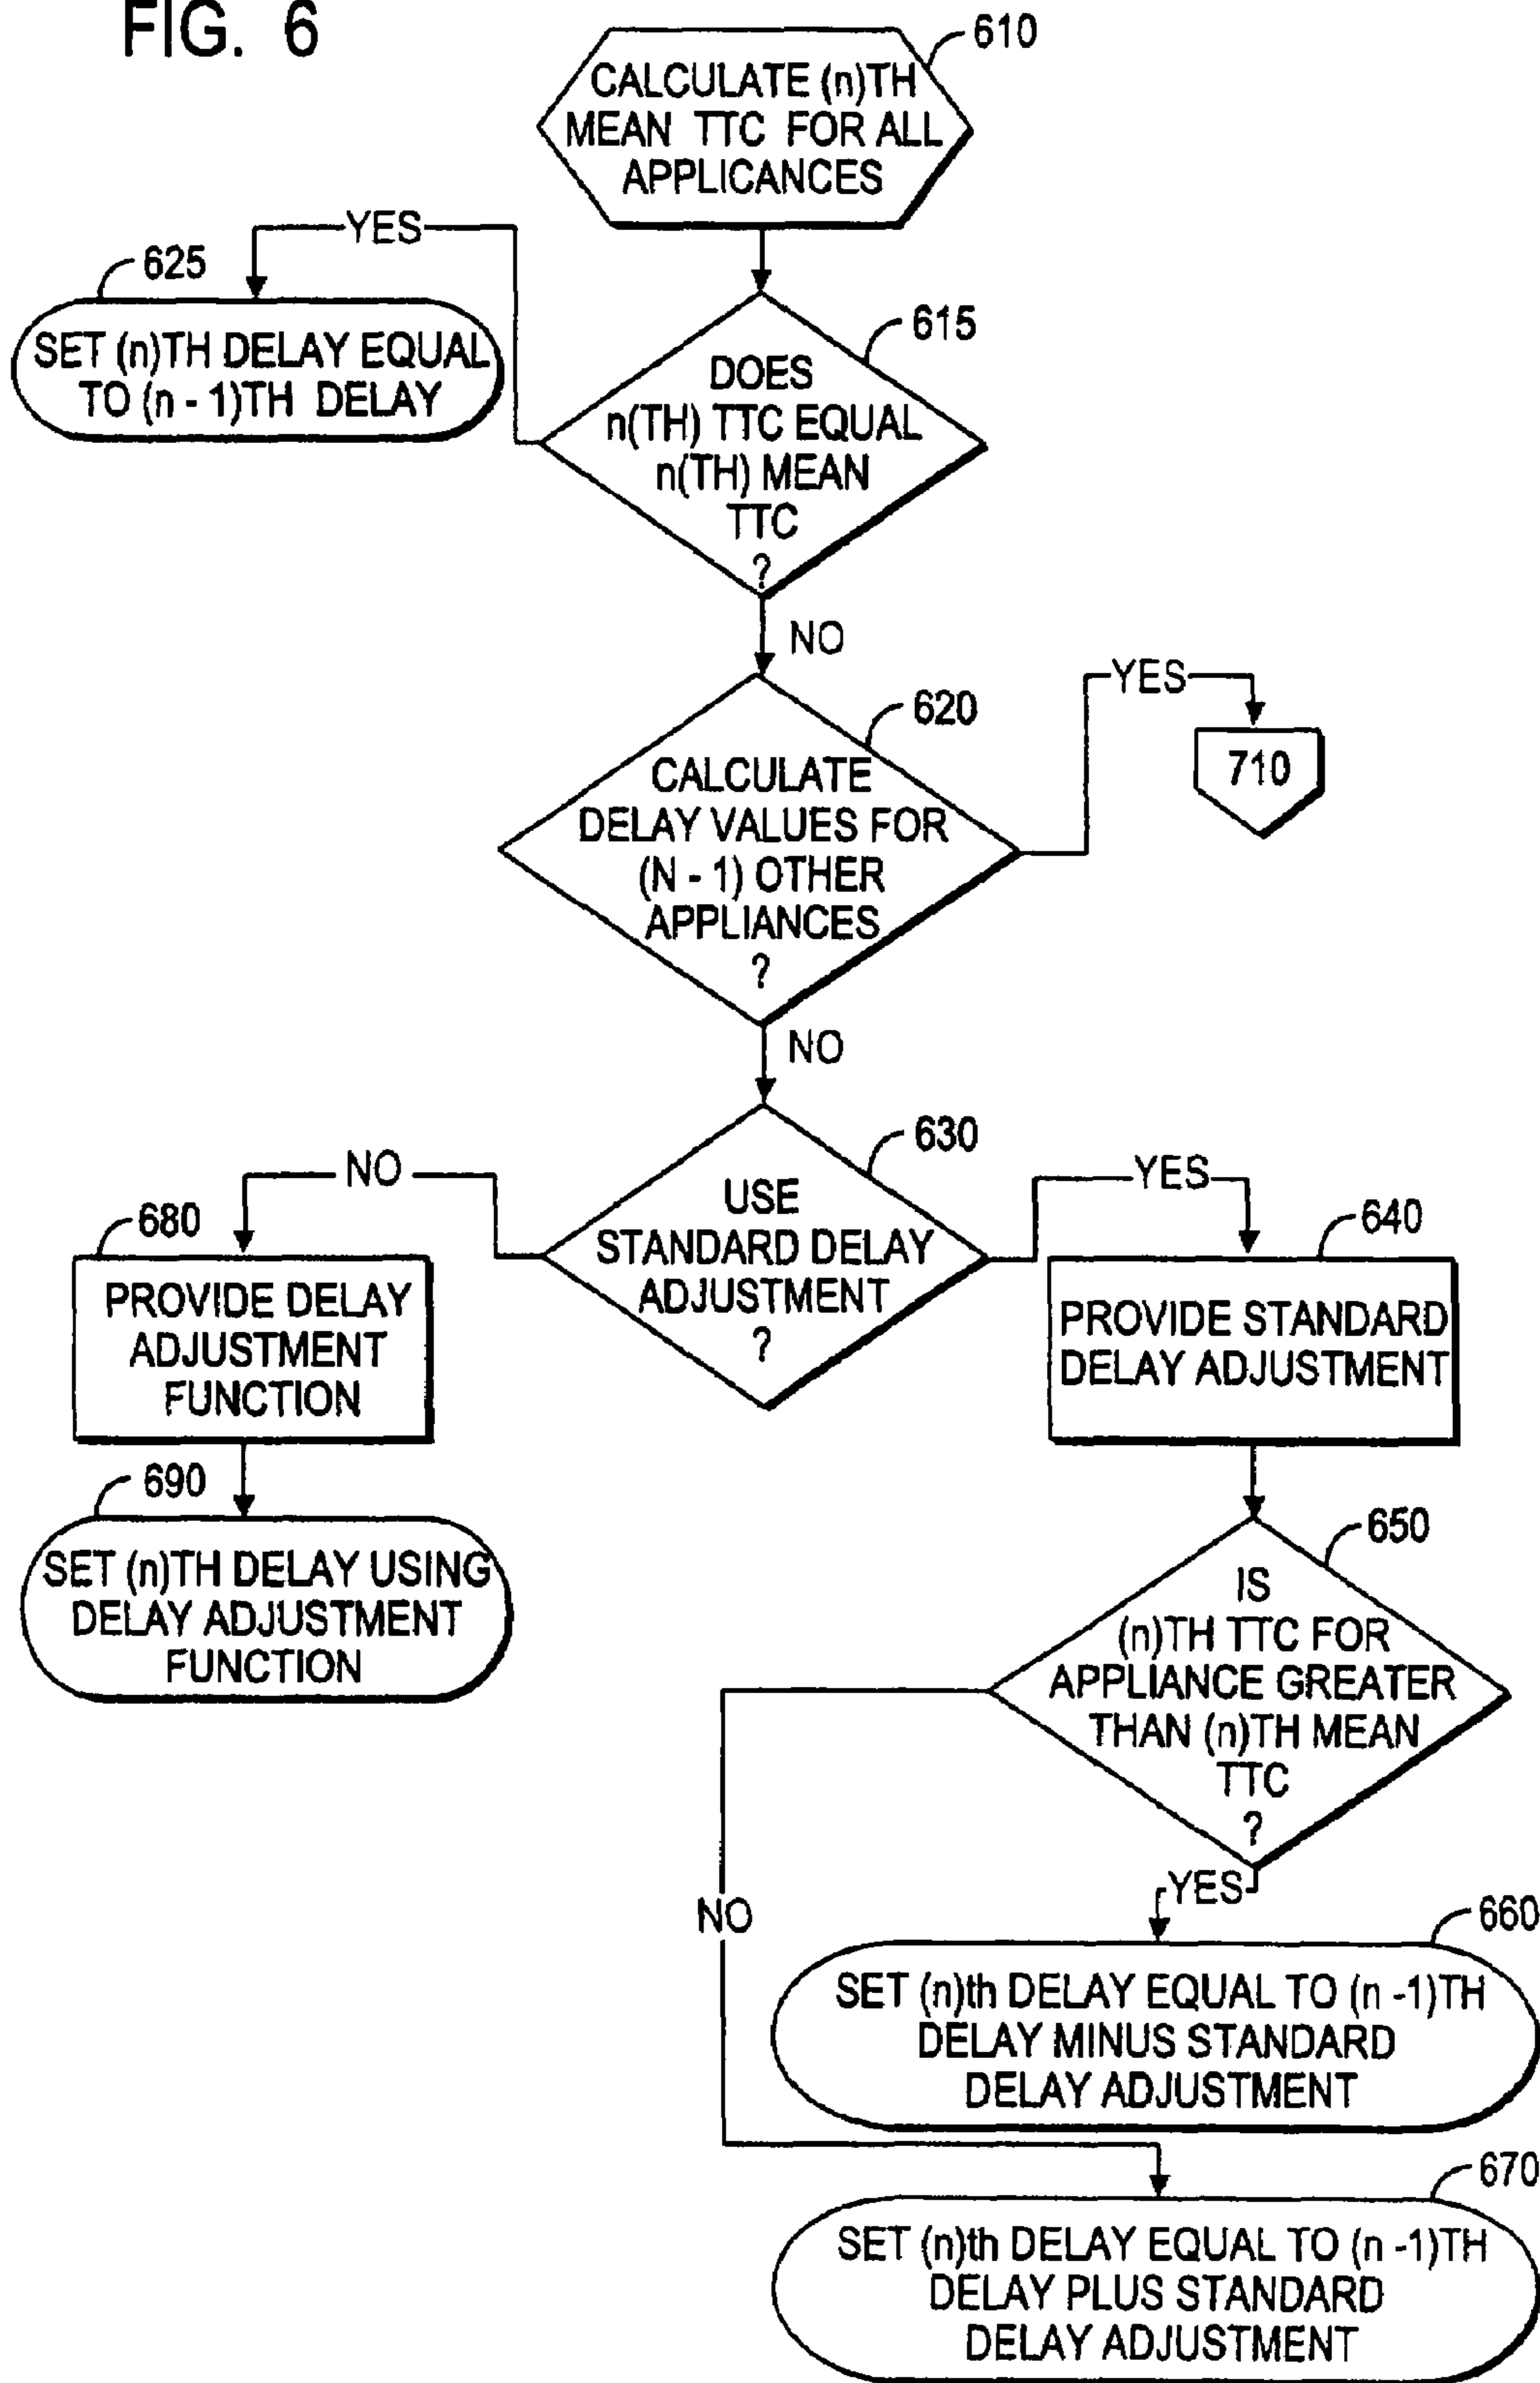 FIG. 6
610
CALCULATE (n)TH
MEAN TTC FOR ALL
APPLICANCES
YES
625
SET (n)TH DELAY EQUAL
TO (n - 1)TH DELAY
615
DOES
n(TH) TTC EQUAL
n(TH) MEAN
TTC
?
NO
620
CALCULATE
DELAY VALUES FOR
(N - 1) OTHER
APPLIANCES
?
YES
710
NO
630
USE
STANDARD DELAY
ADJUSTMENT
?
NO
680
PROVIDE DELAY
ADJUSTMENT
FUNCTION
690
SET (n)TH DELAY USING
DELAY ADJUSTMENT
FUNCTION
YES
640
PROVIDE STANDARD
DELAY ADJUSTMENT
650
IS
(n)TH TTC FOR
APPLIANCE GREATER
THAN (n)TH MEAN
TTC
?
YES
NO
660
SET (n)th DELAY EQUAL TO (n -1)TH
DELAY MINUS STANDARD
DELAY ADJUSTMENT
670
SET (n)th DELAY EQUAL TO (n -1)TH
DELAY PLUS STANDARD
DELAY ADJUSTMENT